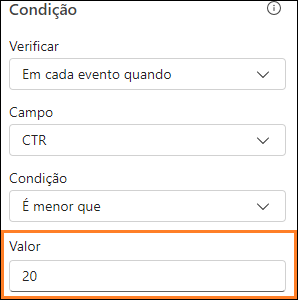 Condição
Verificar
Em cada evento quando
Campo
CTR
Condição
É menor que
Valor
20